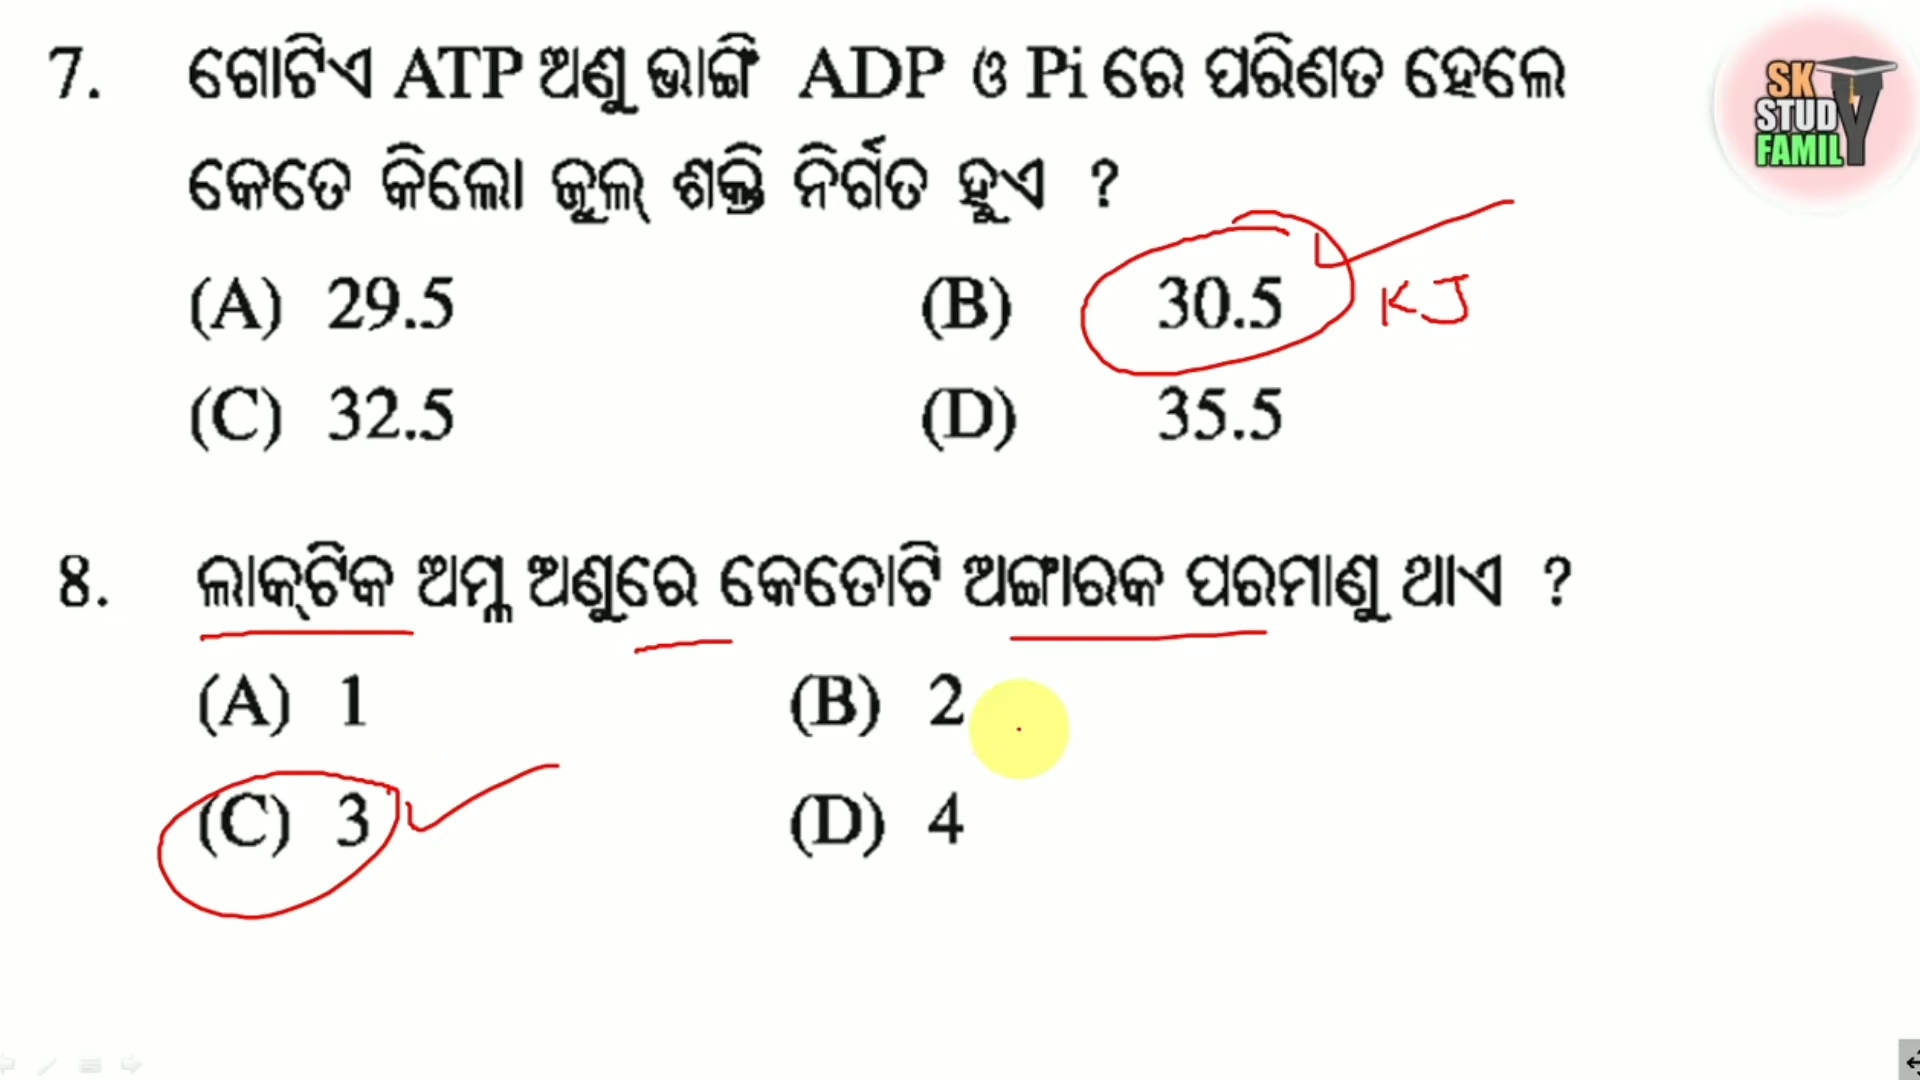 7. ଗୋଟିଏ ATP ଅଣୁ ଭାଙ୍ଗି ADP ଓ Pi ରେ ପରିଣତ ହେଲେ
କେତେ କିଲୋ ଜୁଲ୍ ଶକ୍ତି ନିର୍ଗତ ହୁଏ ?
(A) 29.5 (B) 30.5 KJ
(C) 32.5 (D) 35.5
8. ଲାକ୍‌ଟିକ ଅମ୍ଳ ଅଣୁରେ କେତୋଟି ଅଙ୍ଗାରକ ପରମାଣୁ ଥାଏ ?
(A) 1 (B) 2
(C) 3 (D) 4
SK
STUDY
FAMILY